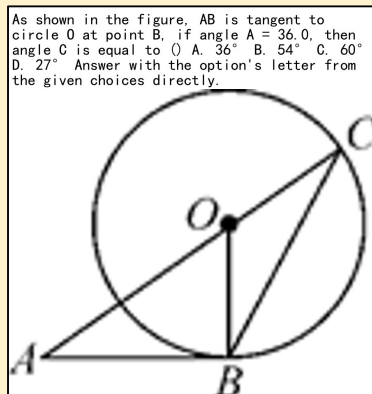 As shown in the figure, AB is tangent to
circle O at point B, if angle A = 36.0, then
angle C is equal to () A. 36° B. 54° C. 60°
D. 27° Answer with the option's letter from
the given choices directly.
C
O
A
B